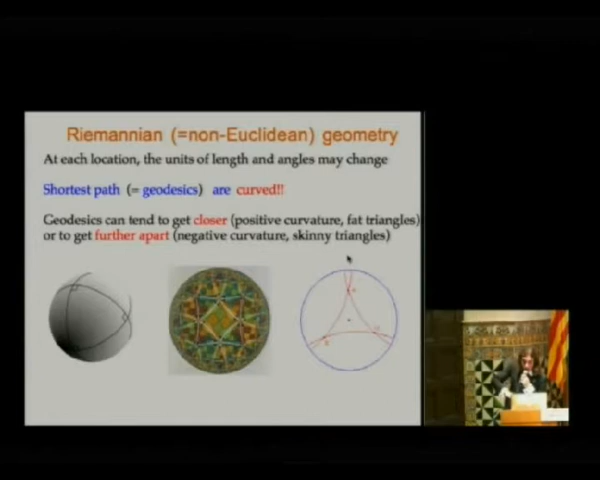 Riemannian (=non-Euclidean) geometry
At each location, the units of length and angles may change
Shortest path (= geodesics) are curved!!
Geodesics can tend to get closer (positive curvature, fat triangles)
or to get further apart (negative curvature, skinny triangles)